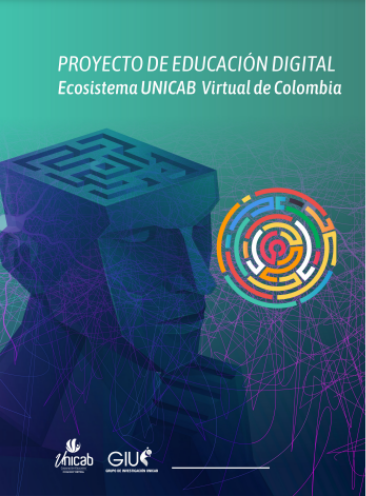 PROYECTO DE EDUCACIÓN DIGITAL
Ecosistema UNICAB Virtual de Colombia
Unicab
GIU
GRUPO DE INVESTIGACIÓN UNICAB